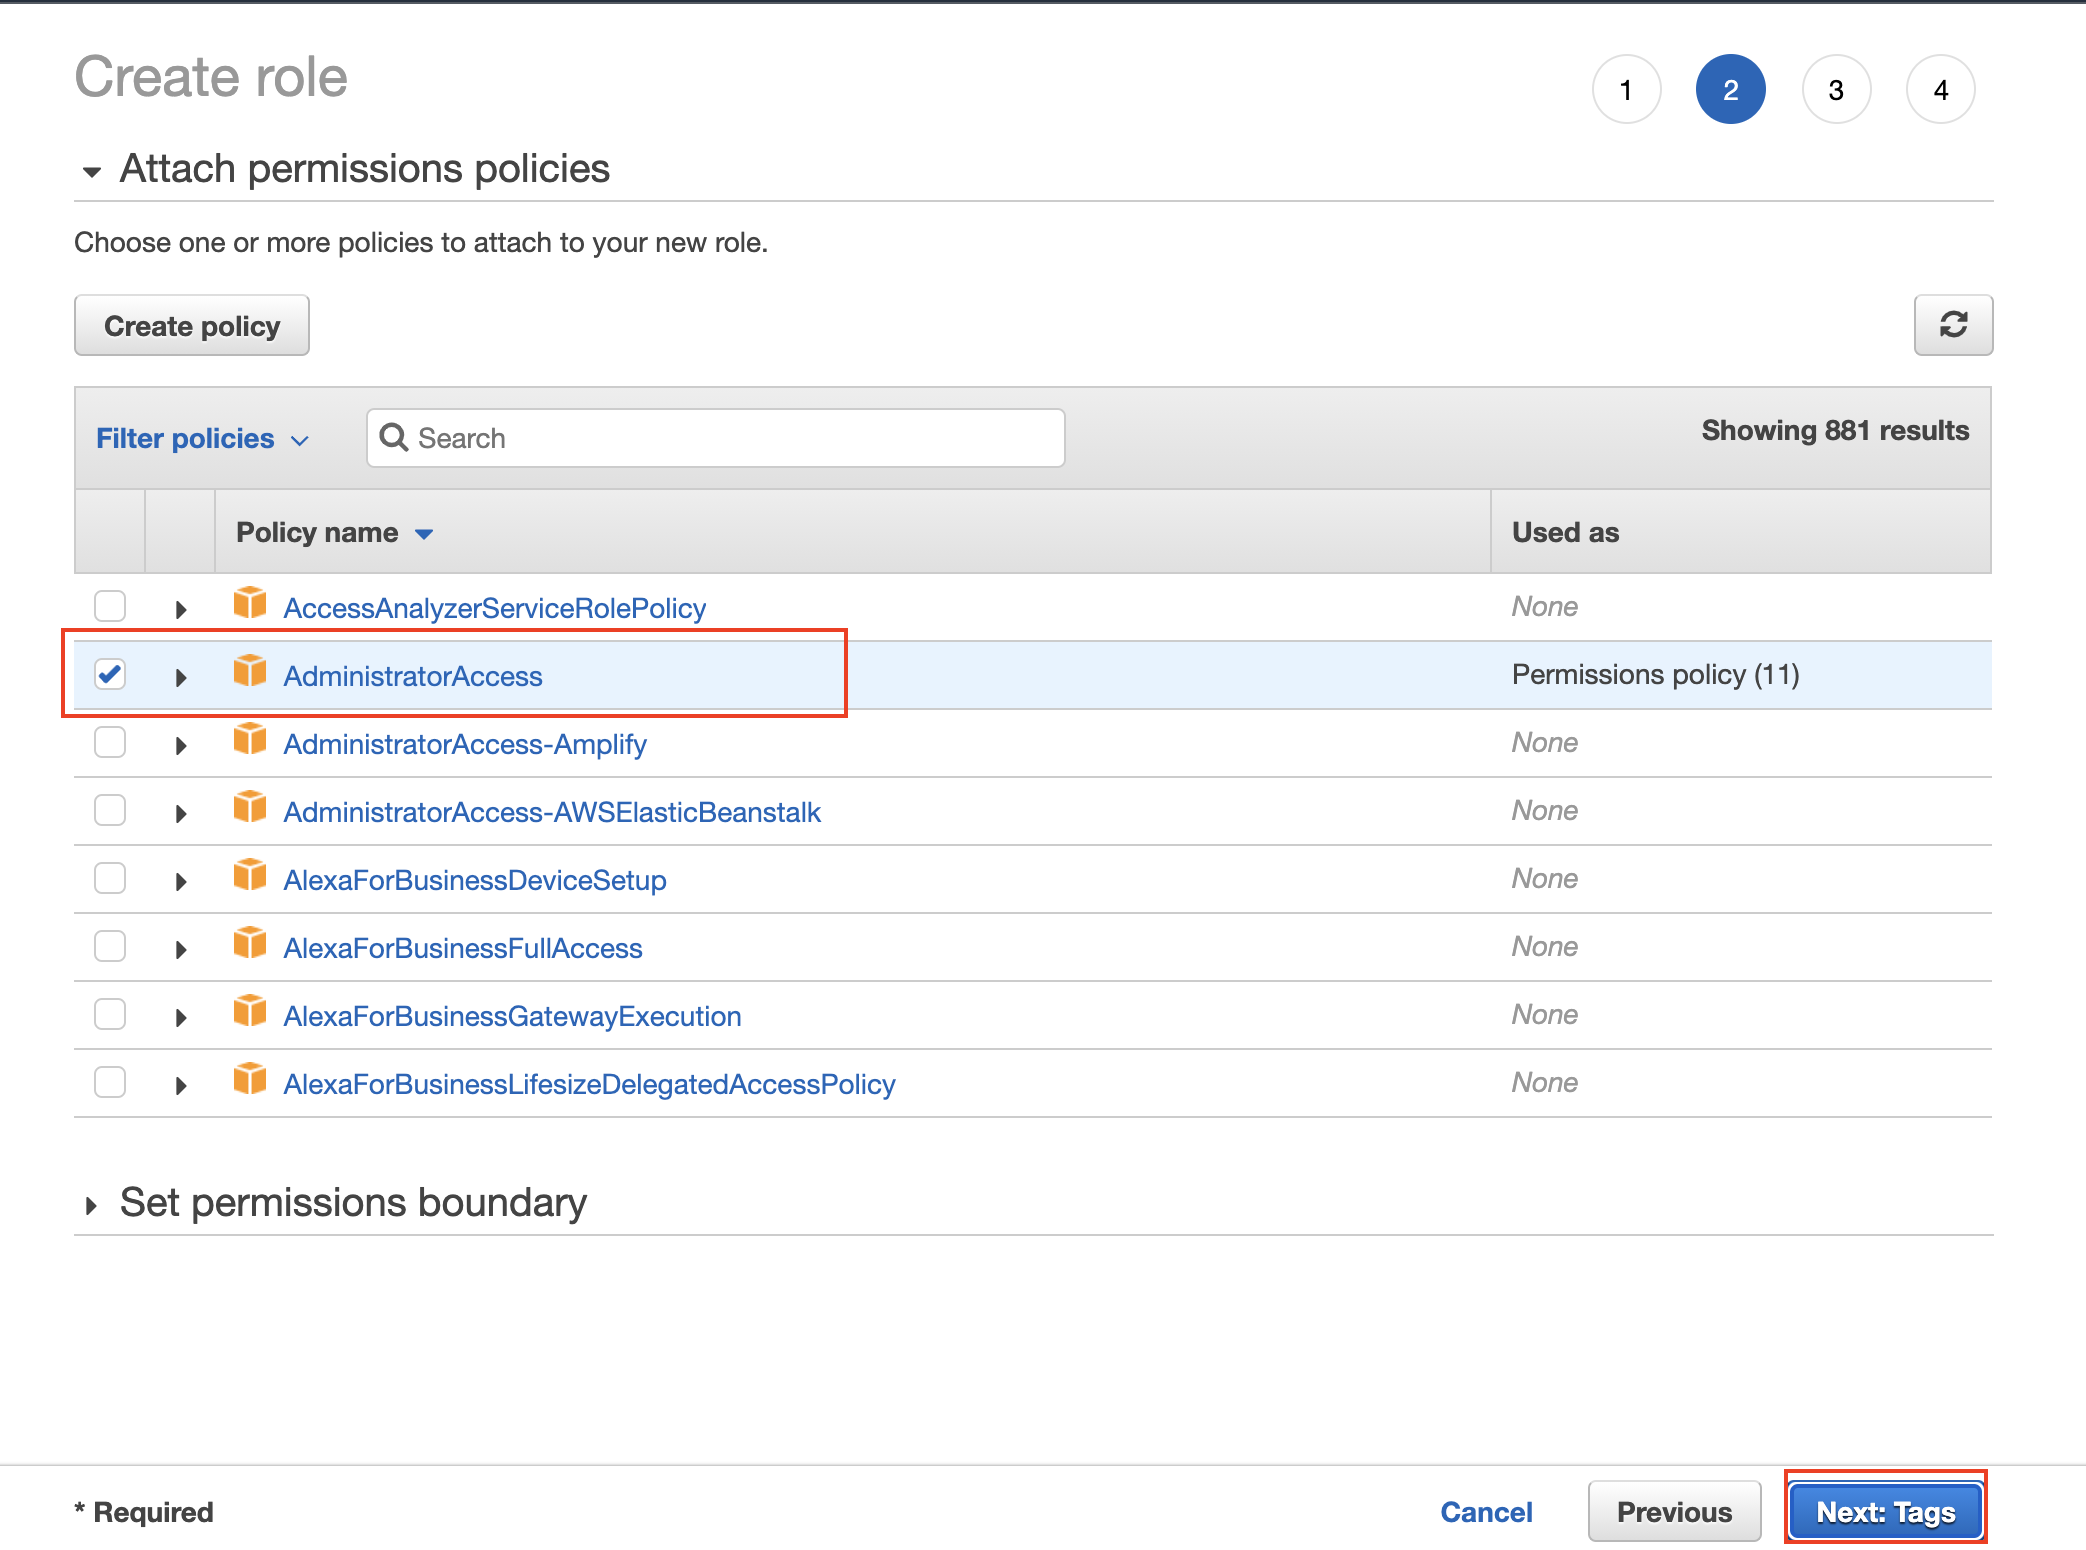 Create role
1 2 3 4
Attach permissions policies
Choose one or more policies to attach to your new role.
Create policy
Filter policies Search Showing 881 results
Policy name Used as
AccessAnalyzerServiceRolePolicy None
AdministratorAccess Permissions policy (11)
AdministratorAccess-Amplify None
AdministratorAccess-AWSElasticBeanstalk None
AlexaForBusinessDeviceSetup None
AlexaForBusinessFullAccess None
AlexaForBusinessGatewayExecution None
AlexaForBusinessLifesizeDelegatedAccessPolicy None
Set permissions boundary
* Required Cancel Previous Next: Tags